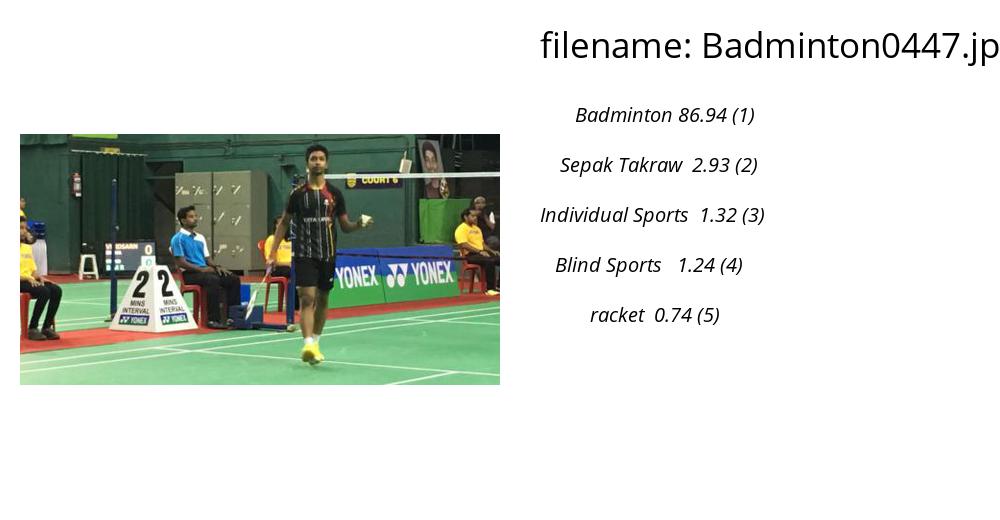 filename: Badminton0447.jp
Badminton 86.94 (1)
Sepak Takraw 2.93 (2)
Individual Sports 1.32 (3)
Blind Sports 1.24 (4)
racket 0.74 (5)
COURT 6
0
2 2
MINS INTERVAL
MINS INTERVAL
YONEX YONEX
YONEX
YONEX